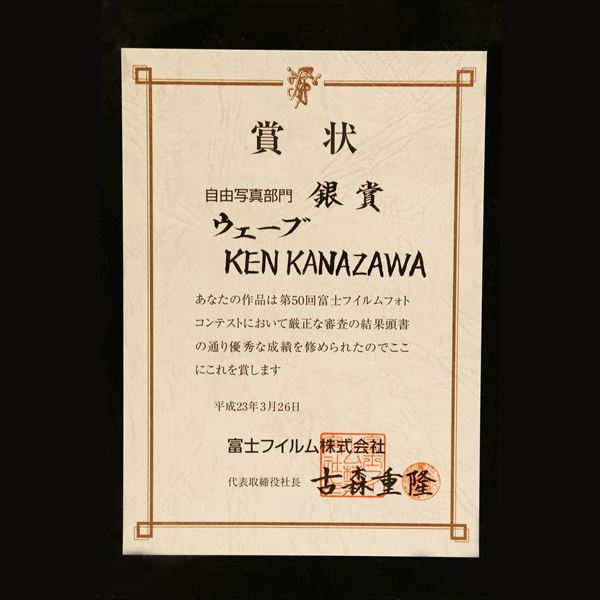 賞状
自由写真部門 銀賞
ウェーブ
KEN KANAZAWA
あなたの作品は第50回富士フイルムフォト
コンテストにおいて厳正な審査の結果頭書
の通り優秀な成績を修められたのでここ
にこれを賞します
平成23年3月26日
富士フイルム株式会社
代表取締役社長 古森重隆